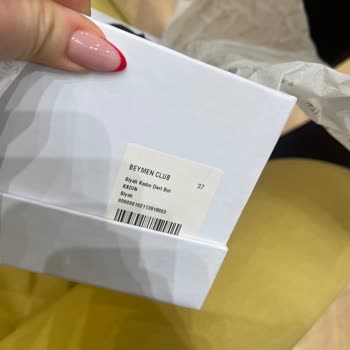 BEYMEN CLUB
Siyah Kadın Deri Bot 37
KADIN
Siyah